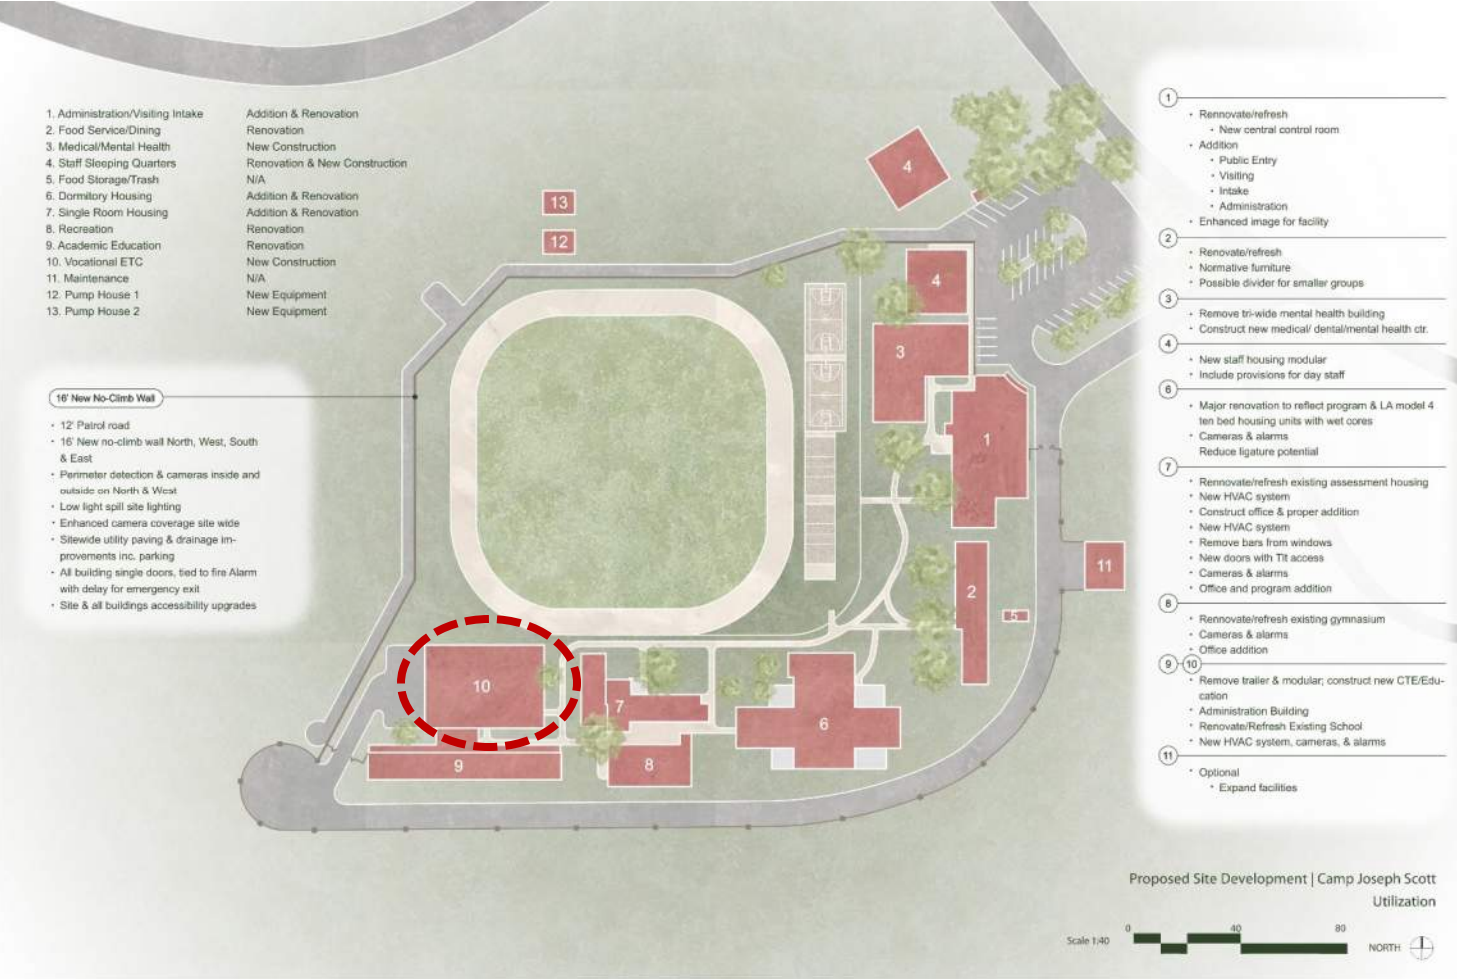 1. Administration/Visiting Intake Addition & Renovation
2. Food Service/Dining Renovation
3. Medical/Mental Health New Construction
4. Staff Sleeping Quarters Renovation & New Construction
5. Food Storage/Trash N/A
6. Dormitory Housing Addition & Renovation
7. Single Room Housing Addition & Renovation
8. Recreation Renovation
9. Academic Education Renovation
10. Vocational ETC New Construction
11. Maintenance N/A
12. Pump House 1 New Equipment
13. Pump House 2 New Equipment
16' New No-Climb Wall
• 12' Patrol road
• 16' New no-climb wall North, West, South
& East
• Perimeter detection & cameras inside and
outside on North & West
• Low light spill site lighting
• Enhanced camera coverage site wide
• Sitewide utility paving & drainage im-
provements inc. parking
• All building single doors, tied to fire Alarm
with delay for emergency exit
• Site & all buildings accessibility upgrades
4
13
12
4
3
1
2
11
5
10
7
6
9
8
1
• Rennovate/refresh
• New central control room
• Addition
• Public Entry
• Visiting
• Intake
• Administration
• Enhanced image for facility
2
• Renovate/refresh
• Normative furniture
• Possible divider for smaller groups
3
• Remove tri-wide mental health building
• Construct new medical/ dental/mental health ctr.
4
• New staff housing modular
• Include provisions for day staff
6
• Major renovation to reflect program & LA model 4
ten bed housing units with wet cores
• Cameras & alarms
Reduce ligature potential
7
• Rennovate/refresh existing assessment housing
• New HVAC system
• Construct office & proper addition
• New HVAC system
• Remove bars from windows
• New doors with Tlt access
• Cameras & alarms
• Office and program addition
8
• Rennovate/refresh existing gymnasium
• Cameras & alarms
• Office addition
9 10
• Remove trailer & modular; construct new CTE/Edu-
cation
• Administration Building
• Renovate/Refresh Existing School
• New HVAC system, cameras, & alarms
11
• Optional
• Expand facilities
Proposed Site Development | Camp Joseph Scott
Utilization
0 40 80
Scale 1:40
NORTH